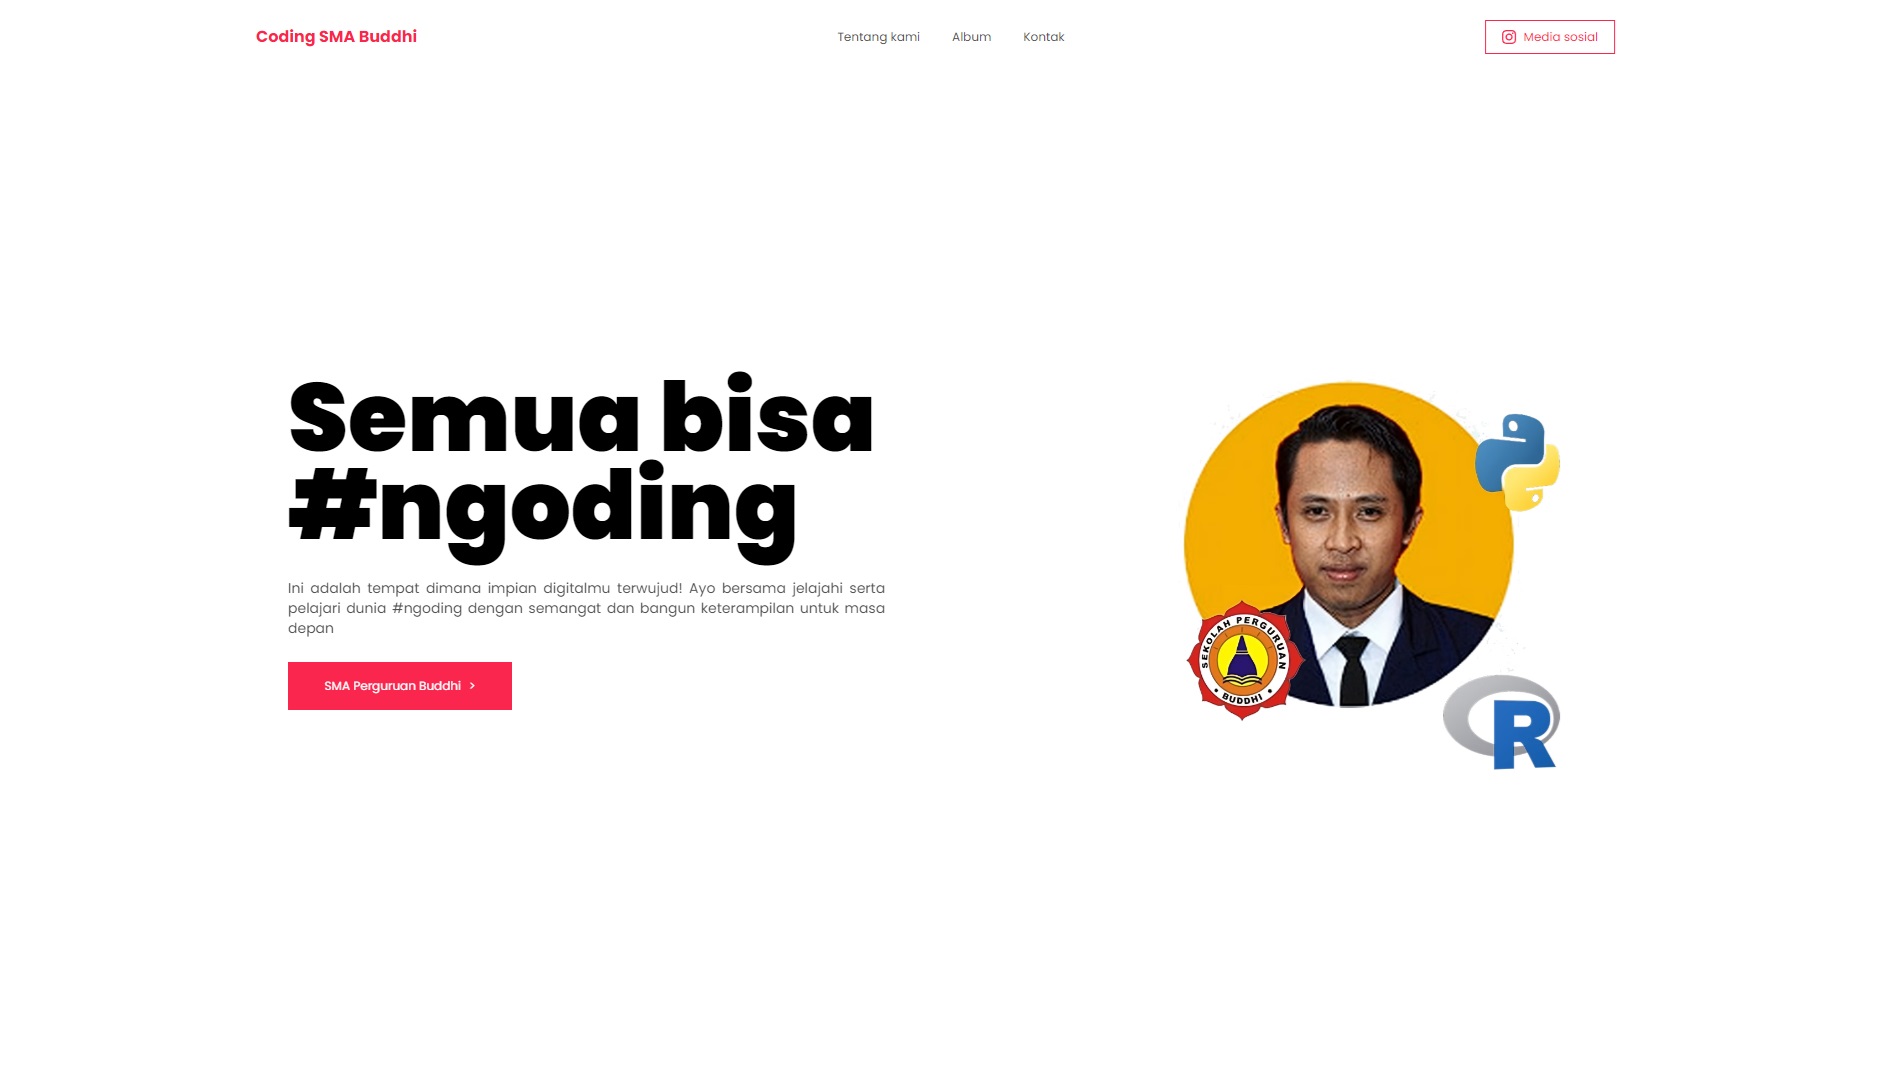 Coding SMA Buddhi
Tentang kami
Album
Kontak
Media sosial
Semua bisa
#ngoding
Ini adalah tempat dimana impian digitalmu terwujud! Ayo bersama jelajahi serta
pelajari dunia #ngoding dengan semangat dan bangun keterampilan untuk masa
depan
SMA Perguruan Buddhi >
SEKOLAH PERGURUAN
• BUDDHI •
R